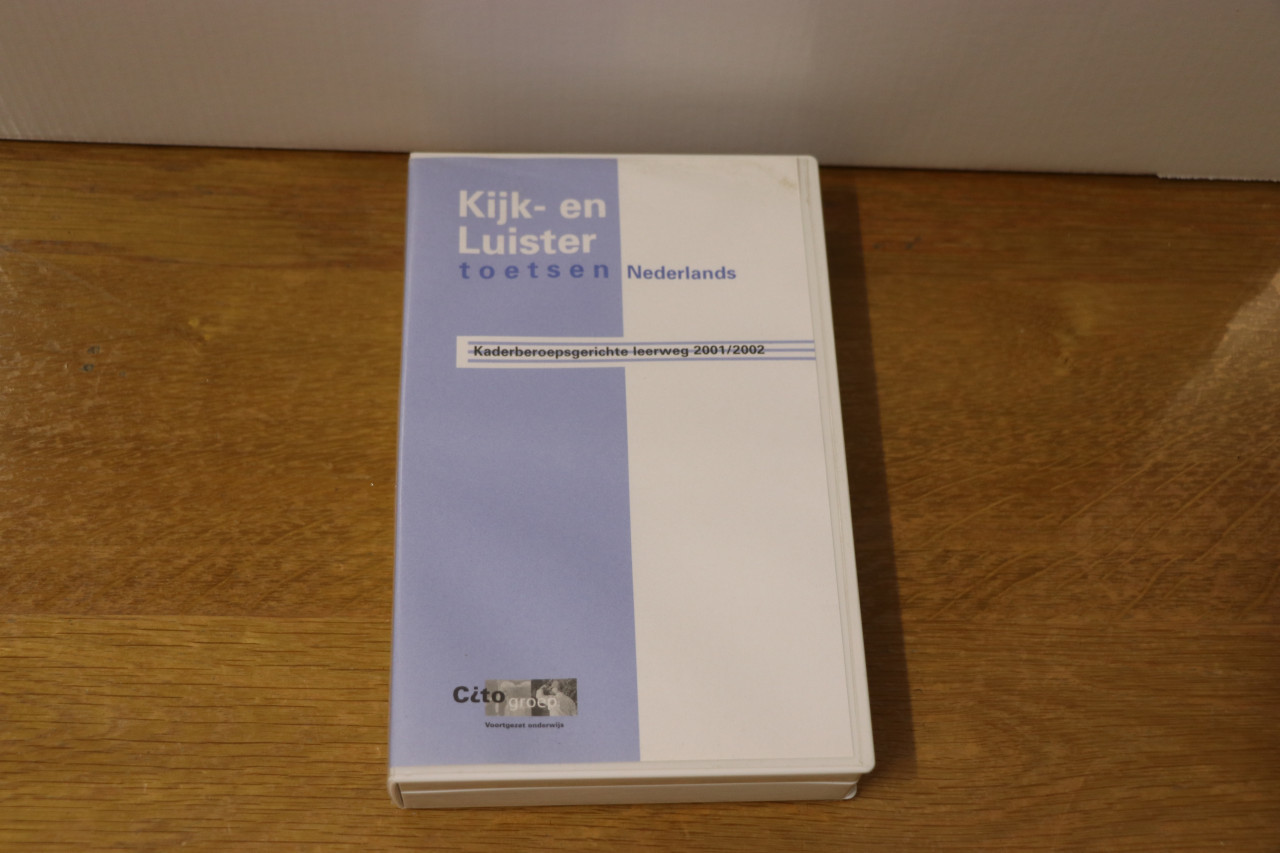 Kijk- en
Luister
toetsen Nederlands
Kaderberoepsgerichte leerweg 2001/2002
Cito groep
Voortgezet onderwijs